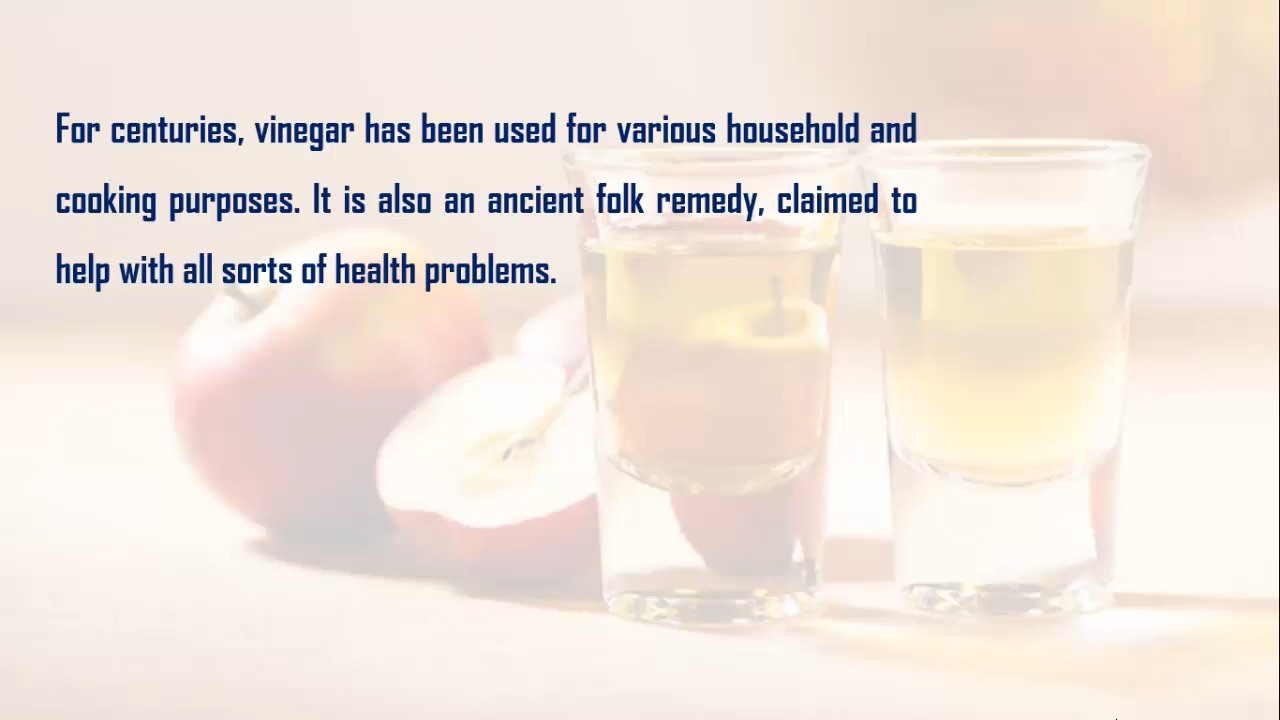 For centuries, vinegar has been used for various household and
cooking purposes. It is also an ancient folk remedy, claimed to
help with all sorts of health problems.